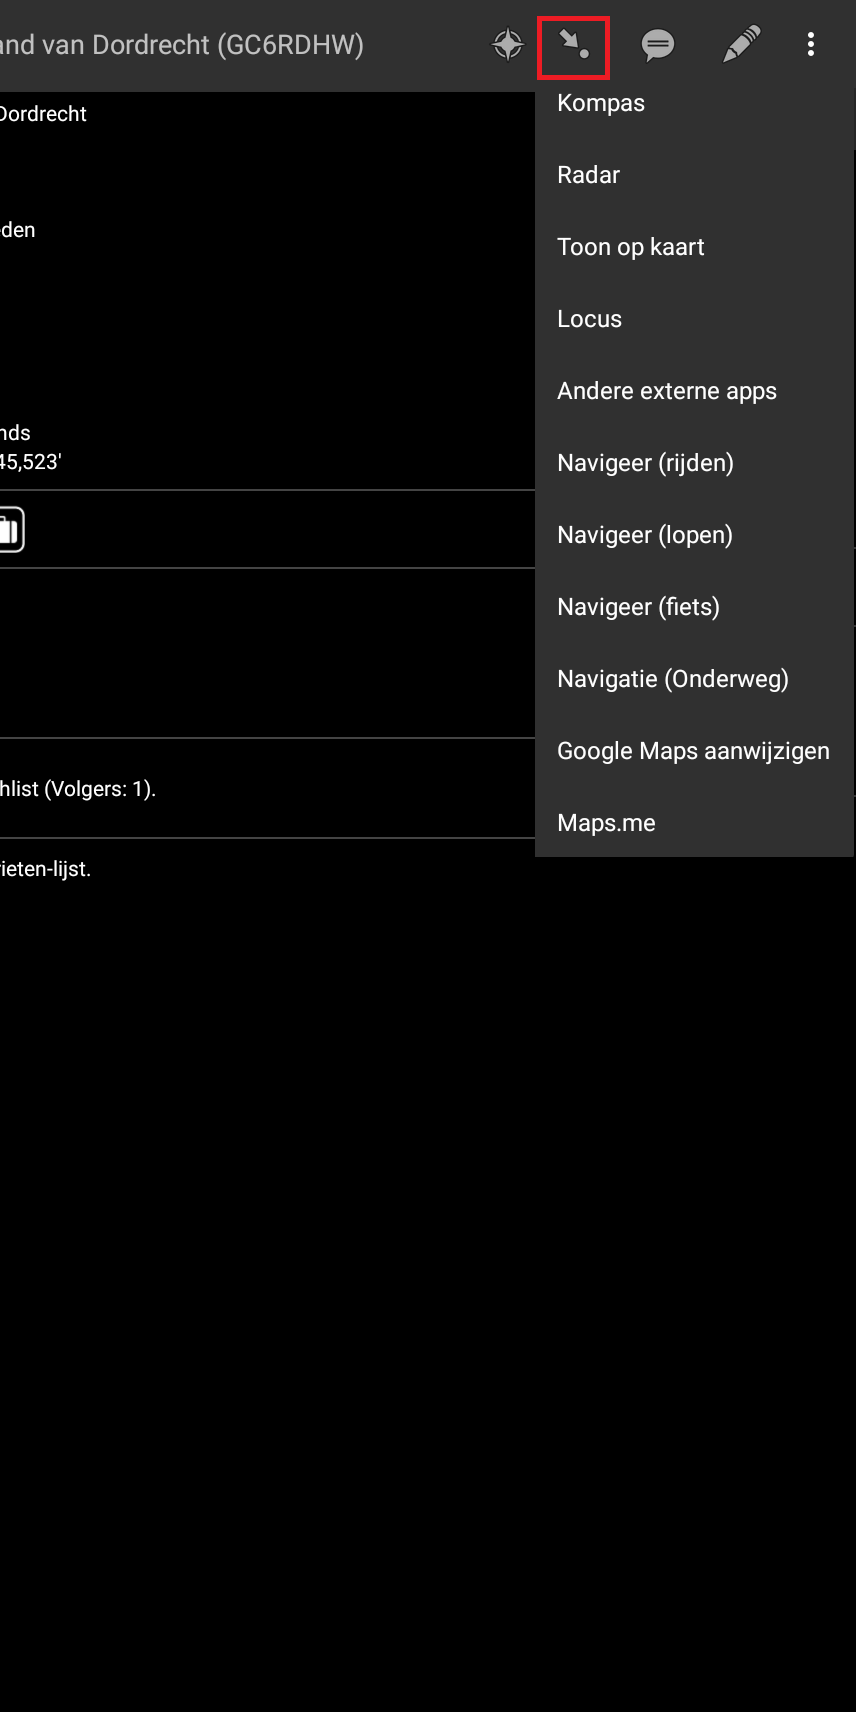 and van Dordrecht (GC6RDHW)
Dordrecht
Kompas
Radar
den
Toon op kaart
Locus
Andere externe apps
nds
45,523'
Navigeer (rijden)
Navigeer (lopen)
Navigeer (fiets)
Navigatie (Onderweg)
Google Maps aanwijzigen
hlist (Volgers: 1).
Maps.me
ieten-lijst.